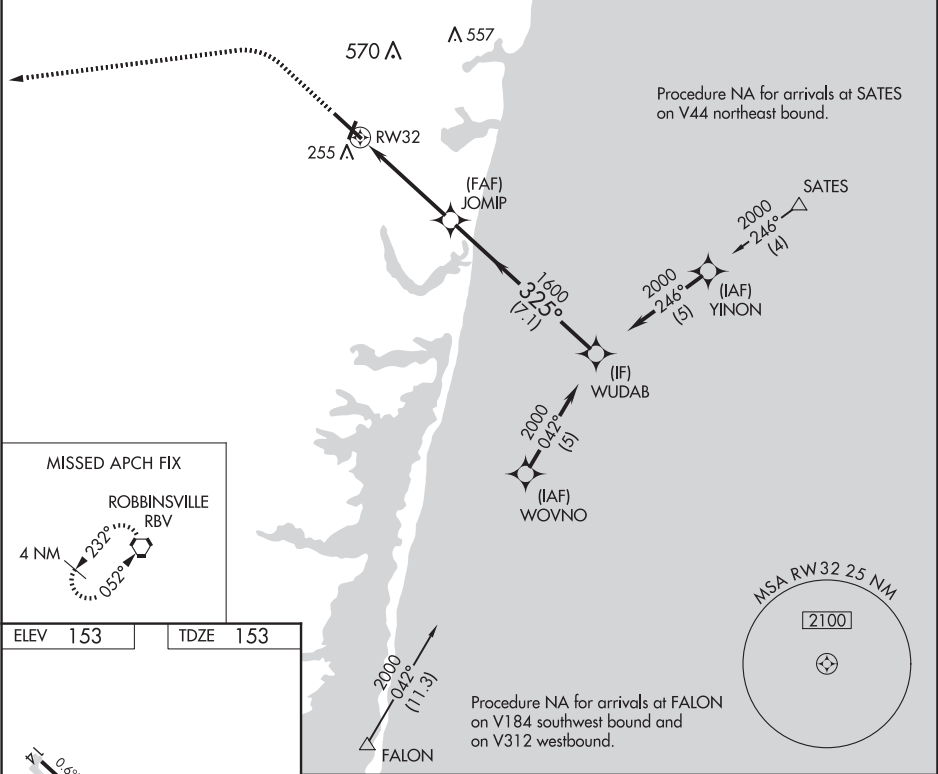 570
557
Procedure NA for arrivals at SATES
on V44 northeast bound.
RW32
255
(FAF)
JOMIP
SATES
2000
246°
(4)
2000
246°
(5)
(IAF)
YINON
1600
325°
(7.1)
(IF)
WUDAB
2000
042°
(5)
(IAF)
WOVNO
MISSED APCH FIX
ROBBINSVILLE
RBV
4 NM
232°
052°
MSA RW32 25 NM
2100
ELEV 153
TDZE 153
2000
042°
(11.3)
FALON
Procedure NA for arrivals at FALON
on V184 southwest bound and
on V312 westbound.
14
0.6%